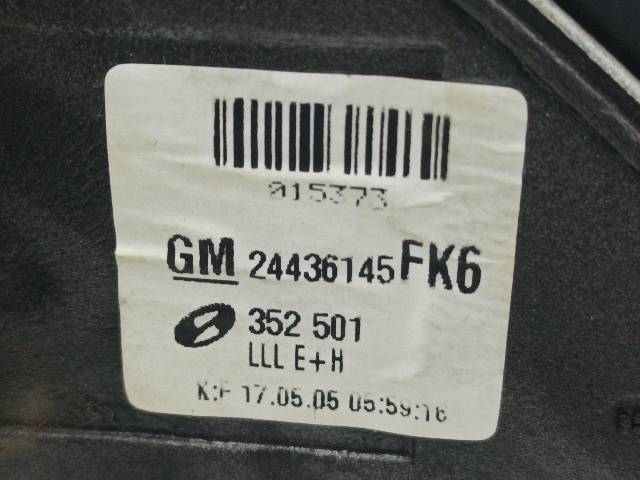 015373
GM 24436145 FK6
352 501
LLL E+H
K:F 17.05.05 05:59:16